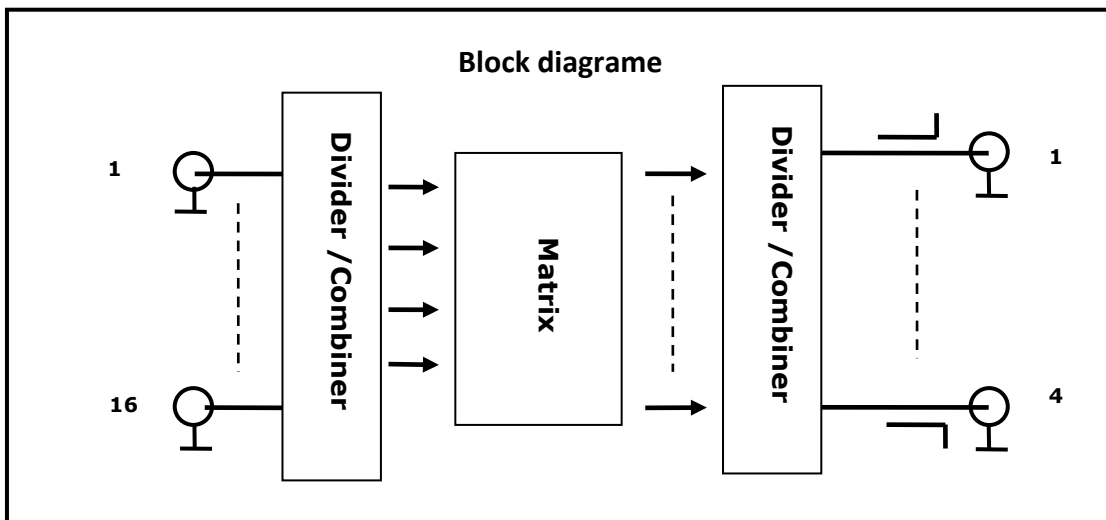 Block diagrame
1
16
Divider /Combiner
Matrix
Divider /Combiner
1
4